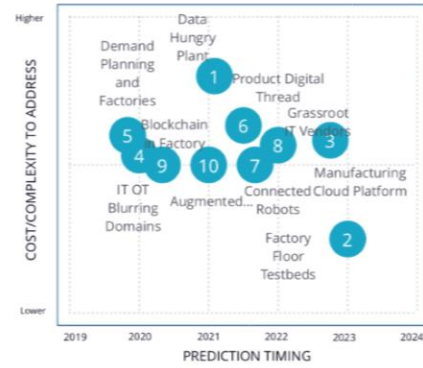 Higher
COST/COMPLEXITY TO ADDRESS
Lower
Data
Hungry
Plant
1
Demand
Planning
and
Factories
5
Product Digital
Thread
6
Grassroot
IT Vendors
3
Blockchain
in Factory
4
9
10
7
8
IT OT
Blurring
Domains
Augmented...
Connected
Robots
Manufacturing
Cloud Platform
Factory
Floor
Testbeds
2
2019 2020 2021 2022 2023 2024
PREDICTION TIMING